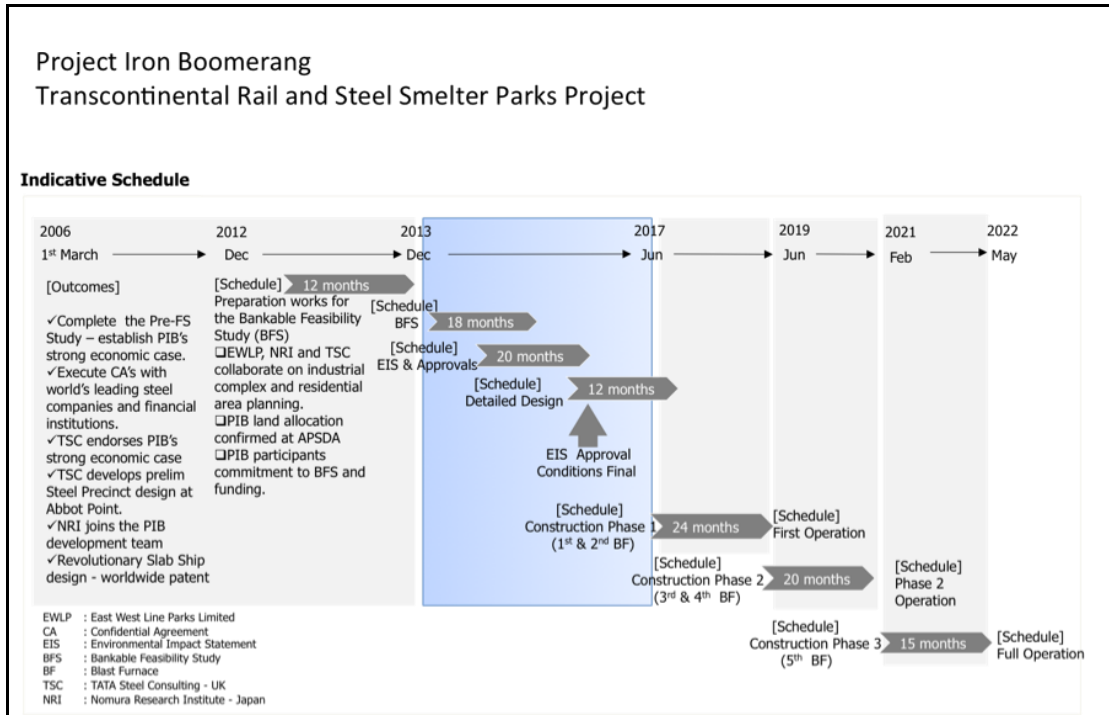 Project Iron Boomerang
Transcontinental Rail and Steel Smelter Parks Project
Indicative Schedule
2006
1st March
2012
Dec
2013
Dec
2017
Jun
2019
Jun
2021
Feb
2022
May
[Outcomes]
✓Complete the Pre-FS
Study – establish PIB's
strong economic case.
✓Execute CA's with
world's leading steel
companies and financial
institutions.
✓TSC endorses PIB's
strong economic case
✓TSC develops prelim
Steel Precinct design at
Abbot Point.
✓NRI joins the PIB
development team
✓Revolutionary Slab Ship
design - worldwide patent
[Schedule]
12 months
Preparation works for
the Bankable Feasibility
Study (BFS)
❑EWLP, NRI and TSC
collaborate on industrial
complex and residential
area planning.
❑PIB land allocation
confirmed at APSDA
❑PIB participants
commitment to BFS and
funding.
[Schedule]
BFS
18 months
[Schedule]
EIS & Approvals
20 months
[Schedule]
Detailed Design
12 months
EIS Approval
Conditions Final
[Schedule]
Construction Phase 1
(1st & 2nd BF)
24 months
[Schedule]
First Operation
[Schedule]
Construction Phase 2
(3rd & 4th BF)
20 months
[Schedule]
Phase 2
Operation
[Schedule]
Construction Phase 3
(5th BF)
15 months
[Schedule]
Full Operation
EWLP : East West Line Parks Limited
CA : Confidential Agreement
EIS : Environmental Impact Statement
BFS : Bankable Feasibility Study
BF : Blast Furnace
TSC : TATA Steel Consulting - UK
NRI : Nomura Research Institute - Japan